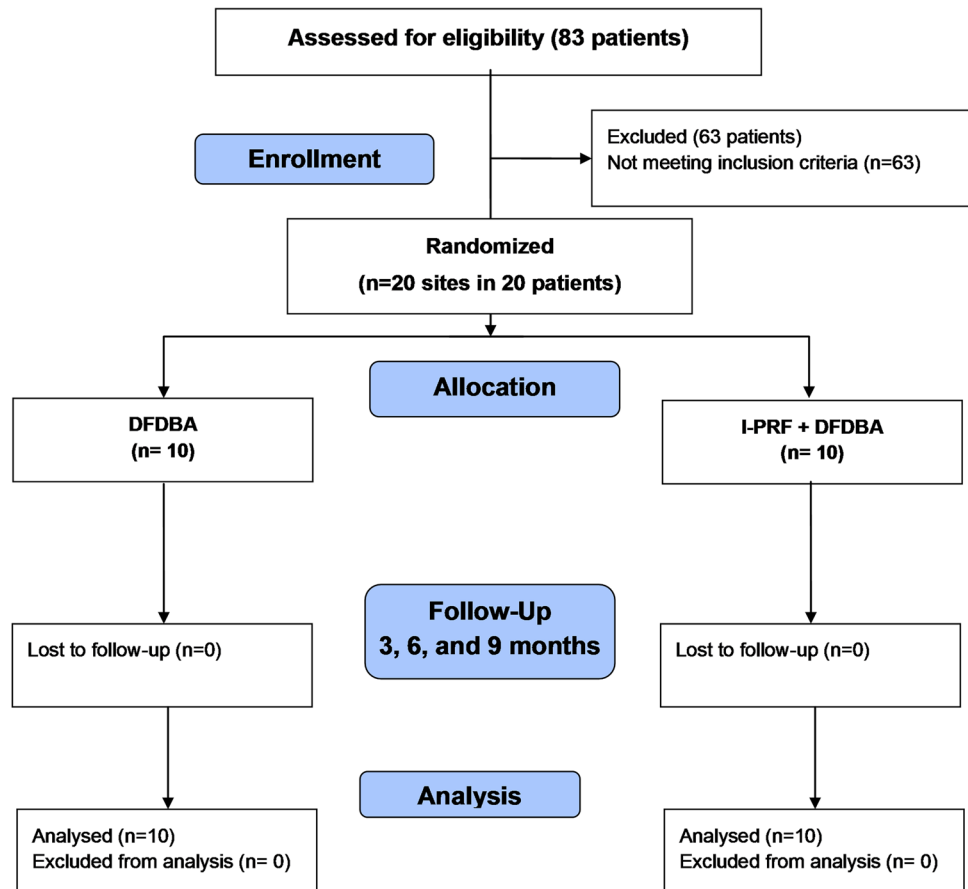 Assessed for eligibility (83 patients)
Enrollment
Excluded (63 patients)
Not meeting inclusion criteria (n=63)
Randomized
(n=20 sites in 20 patients)
Allocation
DFDBA
(n= 10)
I-PRF + DFDBA
(n= 10)
Follow-Up
3, 6, and 9 months
Lost to follow-up (n=0)
Lost to follow-up (n=0)
Analysis
Analysed (n=10)
Excluded from analysis (n= 0)
Analysed (n=10)
Excluded from analysis (n= 0)